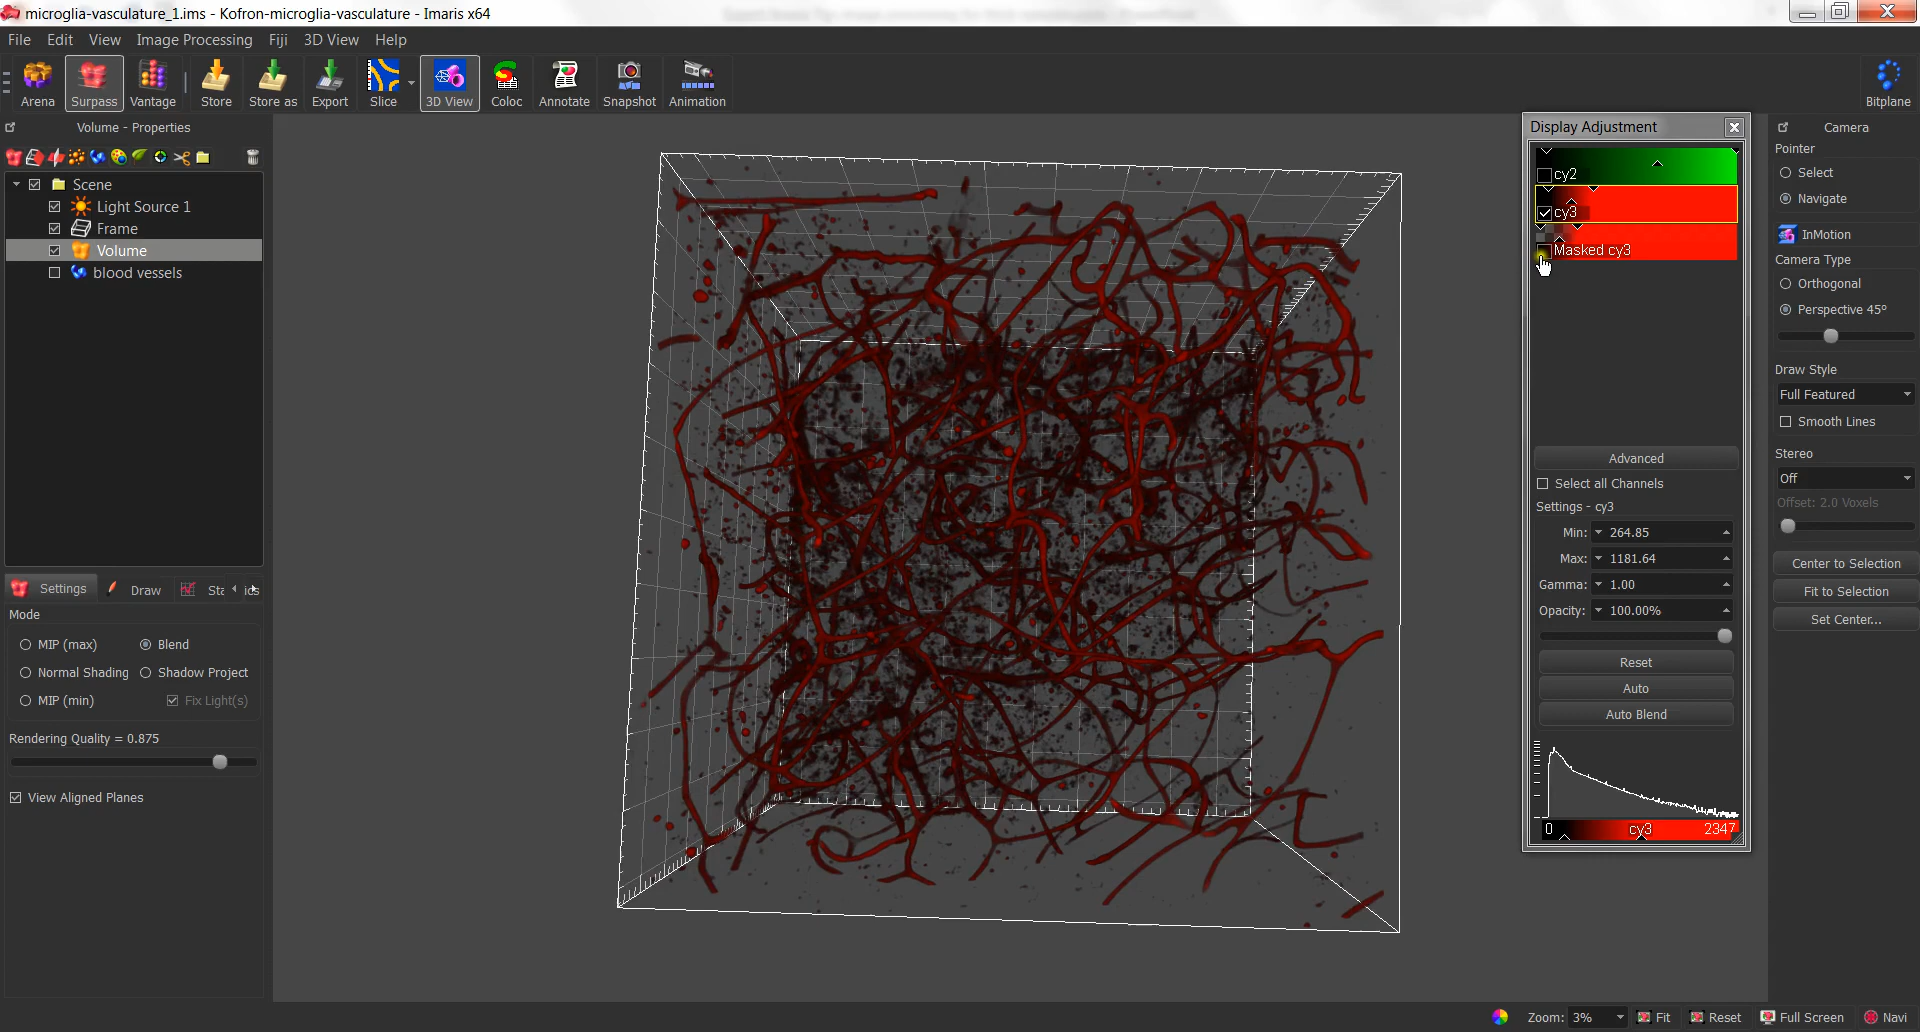 microglia-vasculature_1.ims - Kofron-microglia-vasculature - Imaris x64
File Edit View Image Processing Fiji 3D View Help
Arena Surpass Vantage Store Store as Export Slice 3D View Coloc Annotate Snapshot Animation Bitplane
Volume - Properties
Scene
Light Source 1
Frame
Volume
blood vessels
Settings Draw
Mode
MIP (max) Blend
Normal Shading Shadow Project
MIP (min) Fix Light(s)
Rendering Quality = 0.875
View Aligned Planes
Display Adjustment
cy2
cy3
Masked cy3
Advanced
Select all Channels
Settings - cy3
Min: 264.85
Max: 1181.64
Gamma: 1.00
Opacity: 100.00%
Reset
Auto
Auto Blend
0 cy3 2347
Camera
Pointer
Select
Navigate
InMotion
Camera Type
Orthogonal
Perspective 45º
Draw Style
Full Featured
Smooth Lines
Stereo
Off
Offset: 2.0 Voxels
Center to Selection
Fit to Selection
Set Center...
Zoom: 3% Fit Reset Full Screen Navi